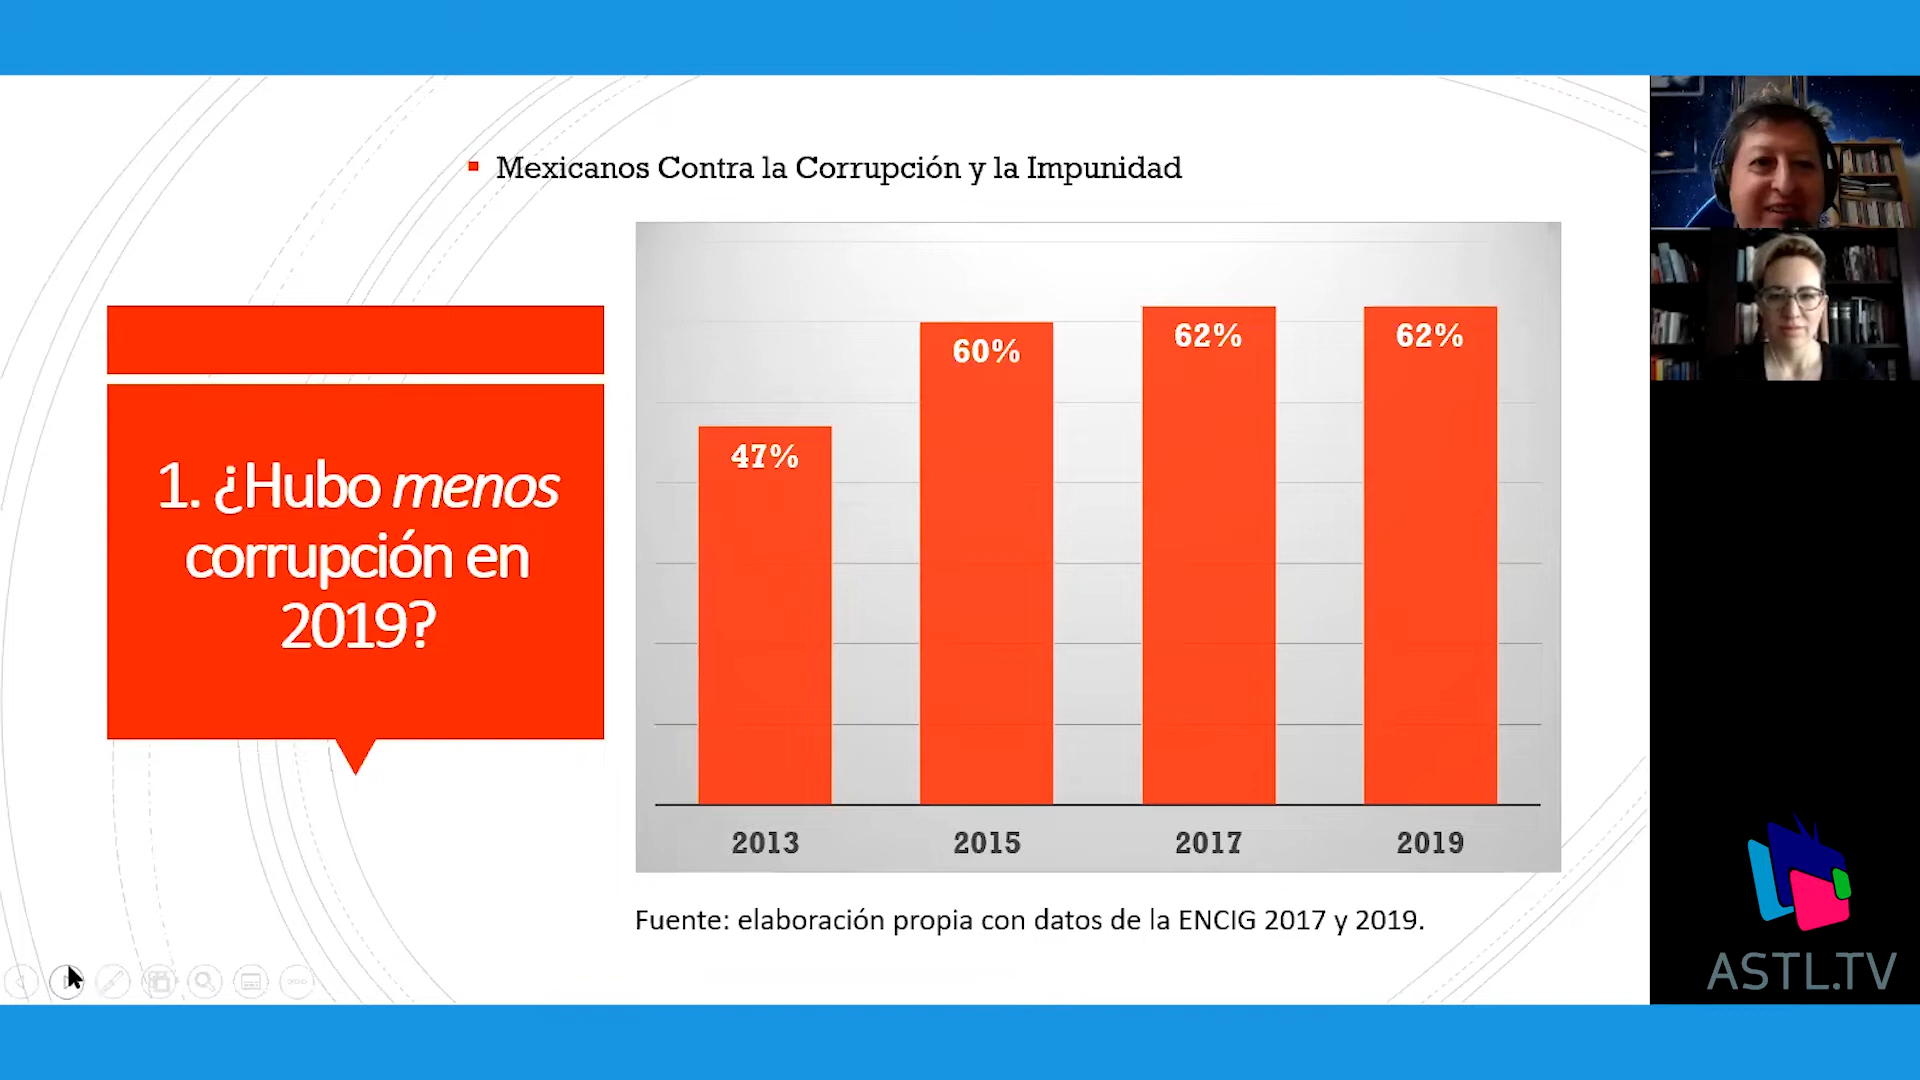 Mexicanos Contra la Corrupción y la Impunidad
1. ¿Hubo menos
corrupción en
2019?
47%
60%
62%
62%
2013
2015
2017
2019
Fuente: elaboración propia con datos de la ENCIG 2017 y 2019.
ASTL.TV